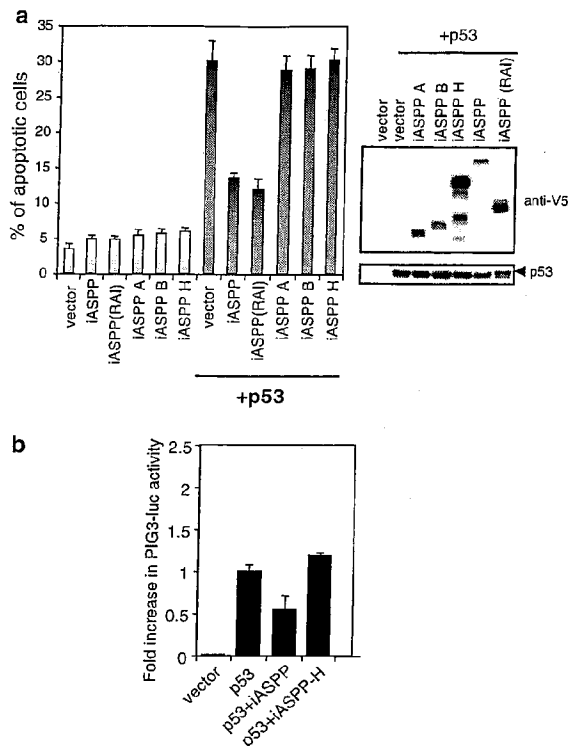 a
% of apoptotic cells
35
30
25
20
15
10
5
0
vector
iASPP
iASPP(RAI)
iASPP A
iASPP B
iASPP H
vector
iASPP
iASPP(RAI)
iASPP A
iASPP B
iASPP H
+p53
+p53
vector
vector
iASPP A
iASPP B
iASPP H
iASPP
iASPP (RAI)
anti-V5
p53
b
Fold increase in PIG3-luc activity
2.5
2
1.5
1
0.5
0
vector
p53
p53+iASPP
p53+iASPP-H